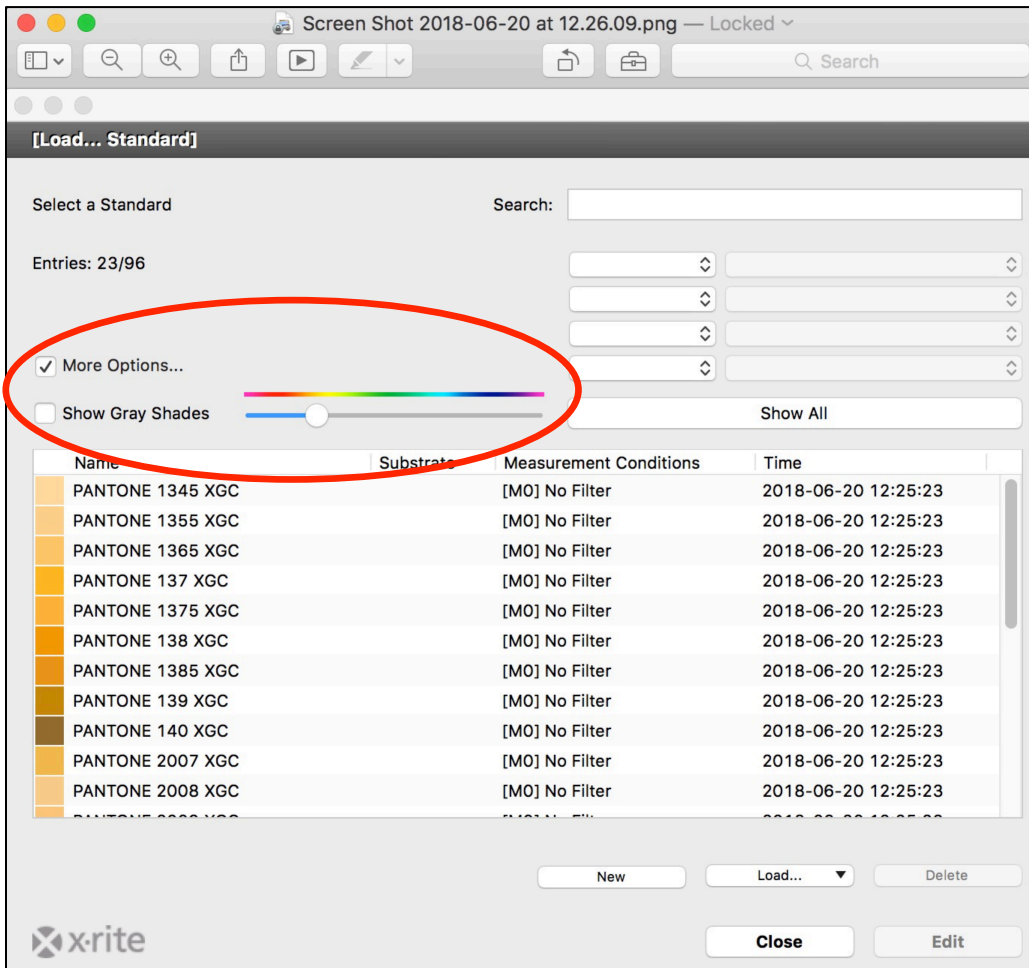 Screen Shot 2018-06-20 at 12.26.09.png — Locked
Search
[Load... Standard]
Select a Standard Search:
Entries: 23/96
More Options...
Show Gray Shades Show All
Name Substrate Measurement Conditions Time
PANTONE 1345 XGC [M0] No Filter 2018-06-20 12:25:23
PANTONE 1355 XGC [M0] No Filter 2018-06-20 12:25:23
PANTONE 1365 XGC [M0] No Filter 2018-06-20 12:25:23
PANTONE 137 XGC [M0] No Filter 2018-06-20 12:25:23
PANTONE 1375 XGC [M0] No Filter 2018-06-20 12:25:23
PANTONE 138 XGC [M0] No Filter 2018-06-20 12:25:23
PANTONE 1385 XGC [M0] No Filter 2018-06-20 12:25:23
PANTONE 139 XGC [M0] No Filter 2018-06-20 12:25:23
PANTONE 140 XGC [M0] No Filter 2018-06-20 12:25:23
PANTONE 2007 XGC [M0] No Filter 2018-06-20 12:25:23
PANTONE 2008 XGC [M0] No Filter 2018-06-20 12:25:23
New Load... Delete
x·rite Close Edit